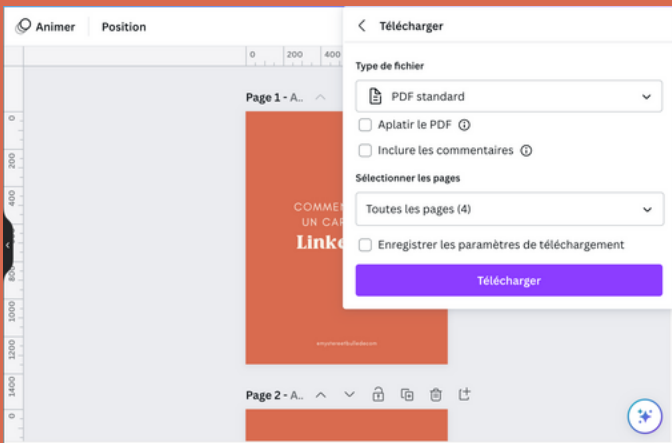 Animer Position
Télécharger
Type de fichier
PDF standard
Aplatir le PDF
Inclure les commentaires
Sélectionner les pages
Toutes les pages (4)
Enregistrer les paramètres de téléchargement
Télécharger
0 200 400
Page 1 - A..
0
200
400
800
1000
1200
1400
0
COMME
UN CAR
Linke
Page 2 - A..